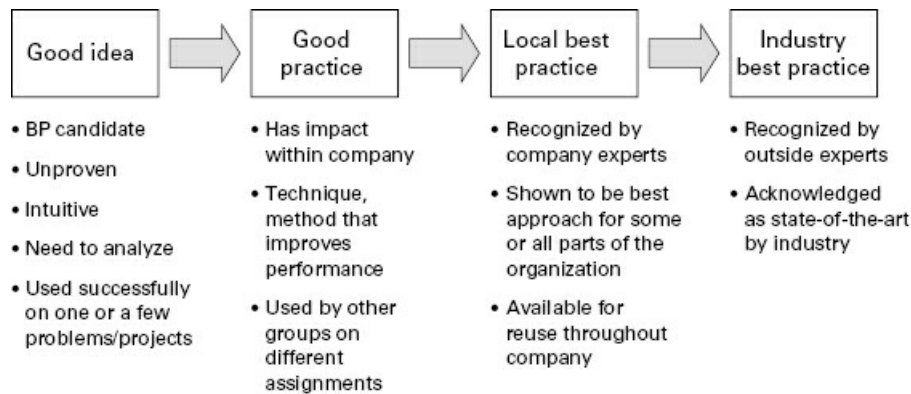 Good idea
Good
practice
Local best
practice
Industry
best practice
• BP candidate
• Unproven
• Intuitive
• Need to analyze
• Used successfully
on one or a few
problems/projects
• Has impact
within company
• Technique,
method that
improves
performance
• Used by other
groups on
different
assignments
• Recognized by
company experts
• Shown to be best
approach for some
or all parts of the
organization
• Available for
reuse throughout
company
• Recognized by
outside experts
• Acknowledged
as state-of-the-art
by industry